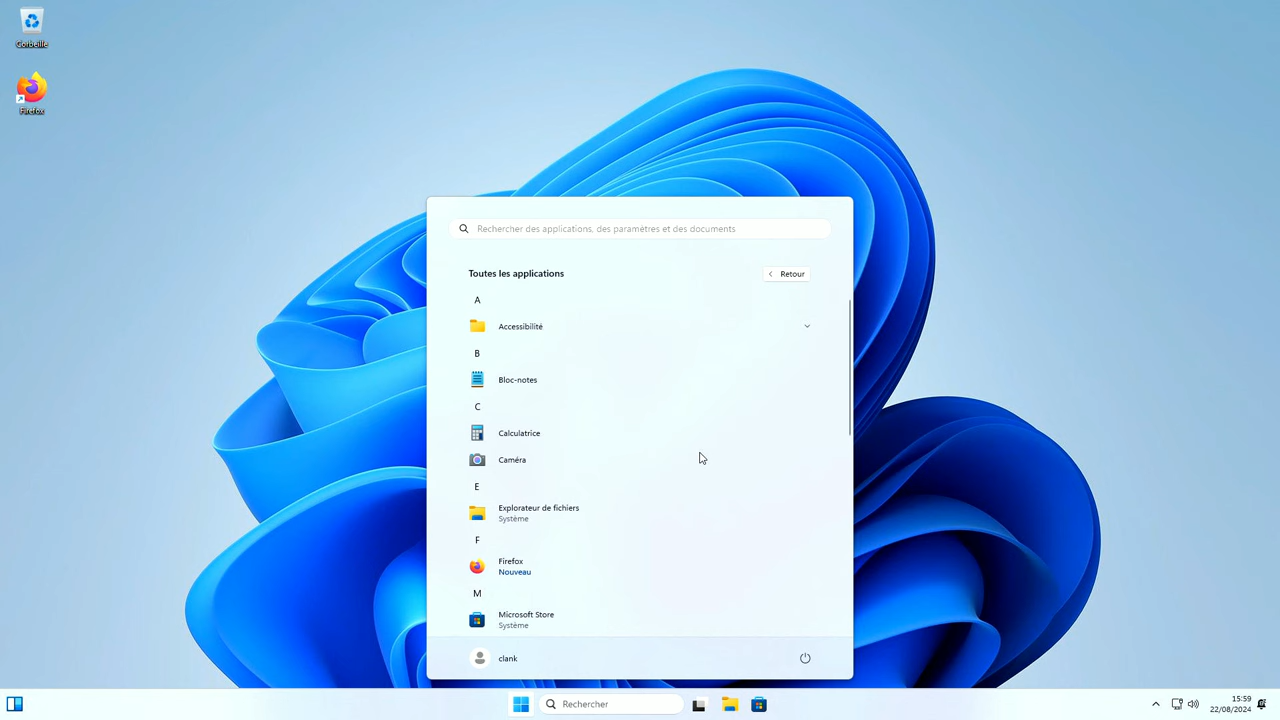 Corbeille
Firefox
Rechercher des applications, des paramètres et des documents
Toutes les applications
Retour
A
Accessibilité
B
Bloc-notes
C
Calculatrice
Caméra
E
Explorateur de fichiers
Système
F
Firefox
Nouveau
M
Microsoft Store
Système
clank
Rechercher
15:59
22/08/2024